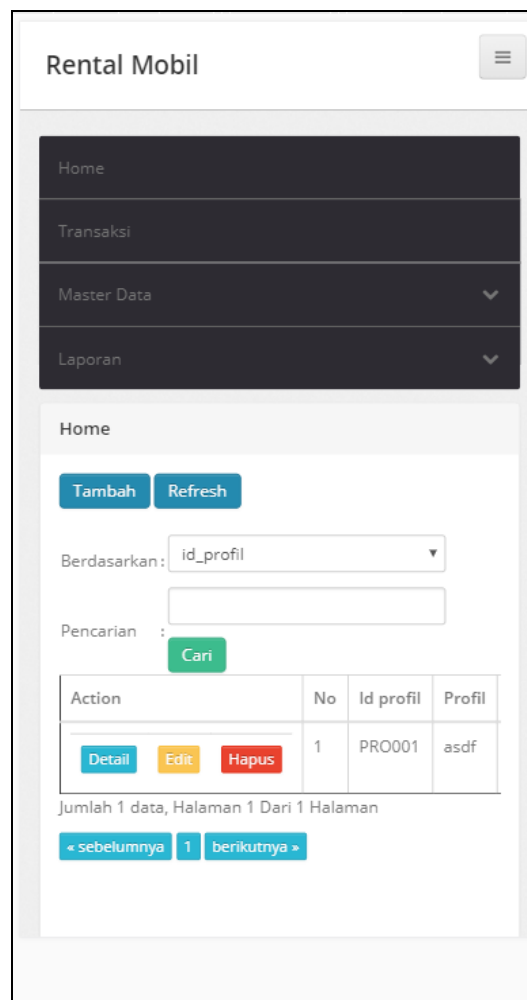 Rental Mobil
Home
Transaksi
Master Data
Laporan
Home
Tambah Refresh
Berdasarkan : id_profil
Pencarian :
Cari
Action No Id profil Profil
Detail Edit Hapus 1 PRO001 asdf
Jumlah 1 data, Halaman 1 Dari 1 Halaman
« sebelumnya 1 berikutnya »